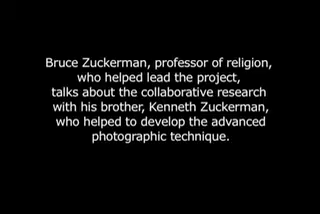 Bruce Zuckerman, professor of religion,
who helped lead the project,
talks about the collaborative research
with his brother, Kenneth Zuckerman,
who helped to develop the advanced
photographic technique.